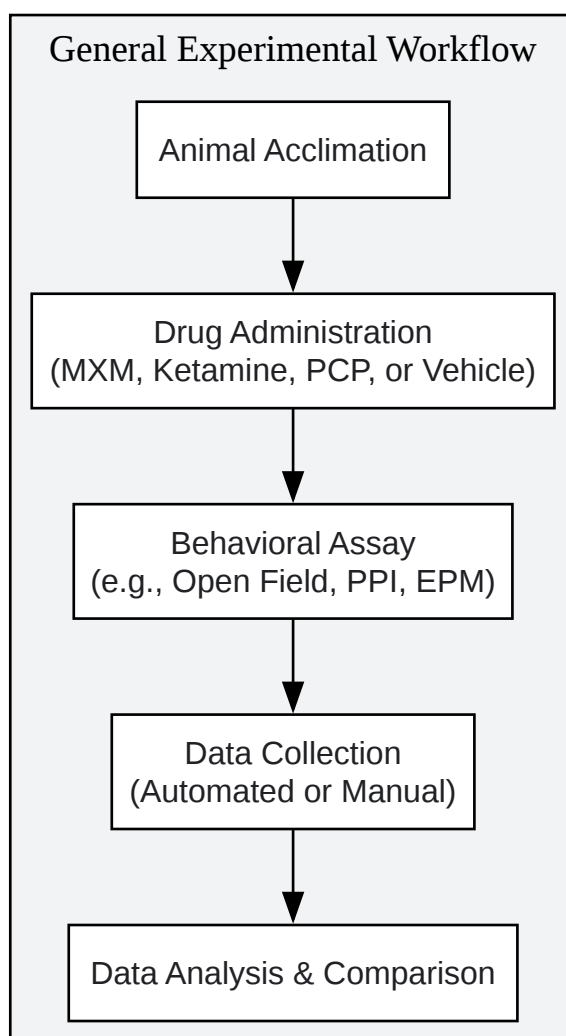 General Experimental Workflow
Animal Acclimation
Drug Administration
(MXM, Ketamine, PCP, or Vehicle)
Behavioral Assay
(e.g., Open Field, PPI, EPM)
Data Collection
(Automated or Manual)
Data Analysis & Comparison